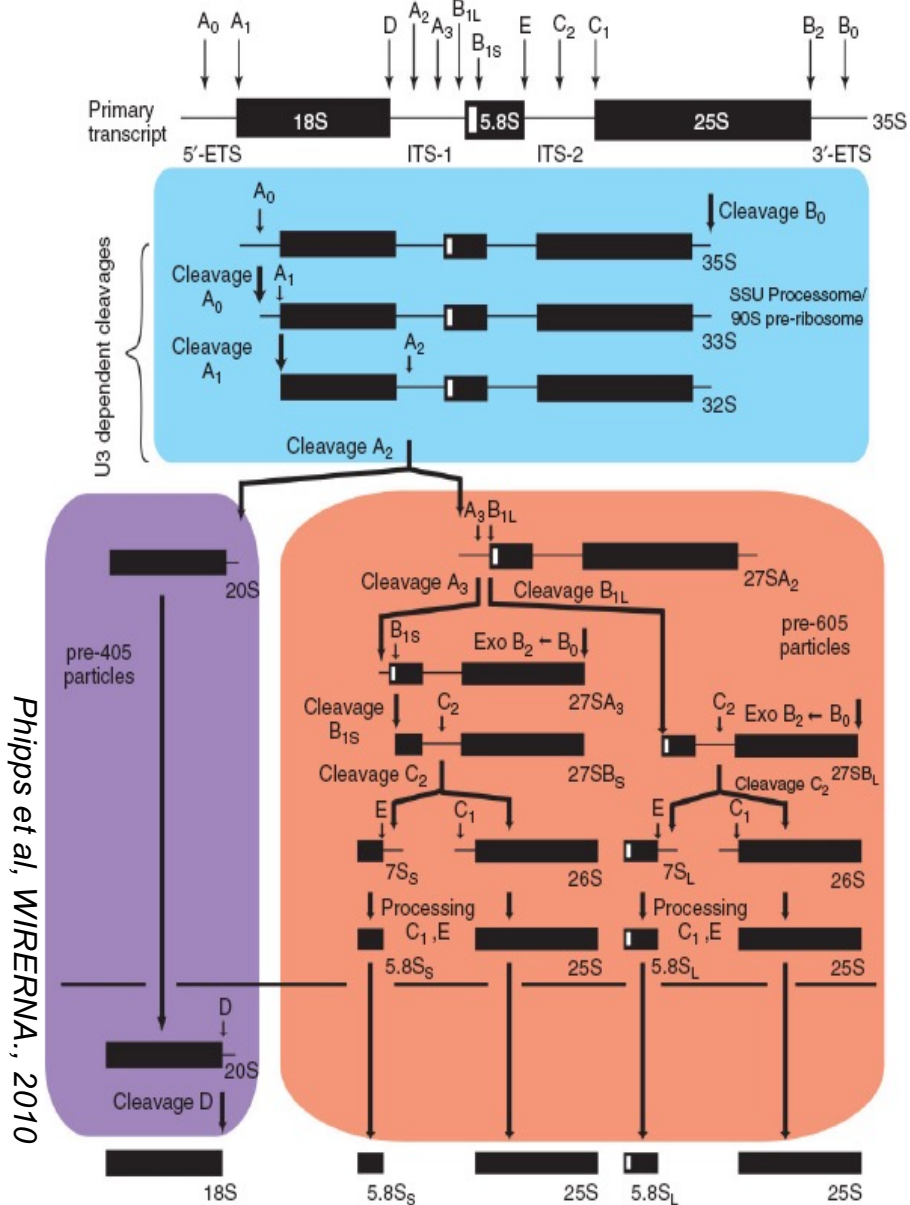 A0 A1 D A2 A3 B1L B1S E C2 C1 B2 B0
Primary transcript
18S 5.8S 25S 35S
5′-ETS ITS-1 ITS-2 3′-ETS
U3 dependent cleavages
A0
Cleavage B0
35S
Cleavage A0
A1
SSU Processome/
90S pre-ribosome
33S
Cleavage A1
A2
32S
Cleavage A2
A3 B1L
20S
27SA2
Cleavage A3
Cleavage B1L
pre-405
particles
pre-605
particles
B1S
Exo B2 ← B0
27SA3
Cleavage B1S
C2
27SBS
C2
Exo B2 ← B0
27SBL
Cleavage C2
Cleavage C2
E C1
7SS 26S
E C1
7SL 26S
Processing
C1 ,E
5.8SS 25S
Processing
C1 ,E
5.8SL 25S
D
20S
Cleavage D
18S 5.8SS 25S 5.8SL 25S
Phipps et al, WIRERNA., 2010